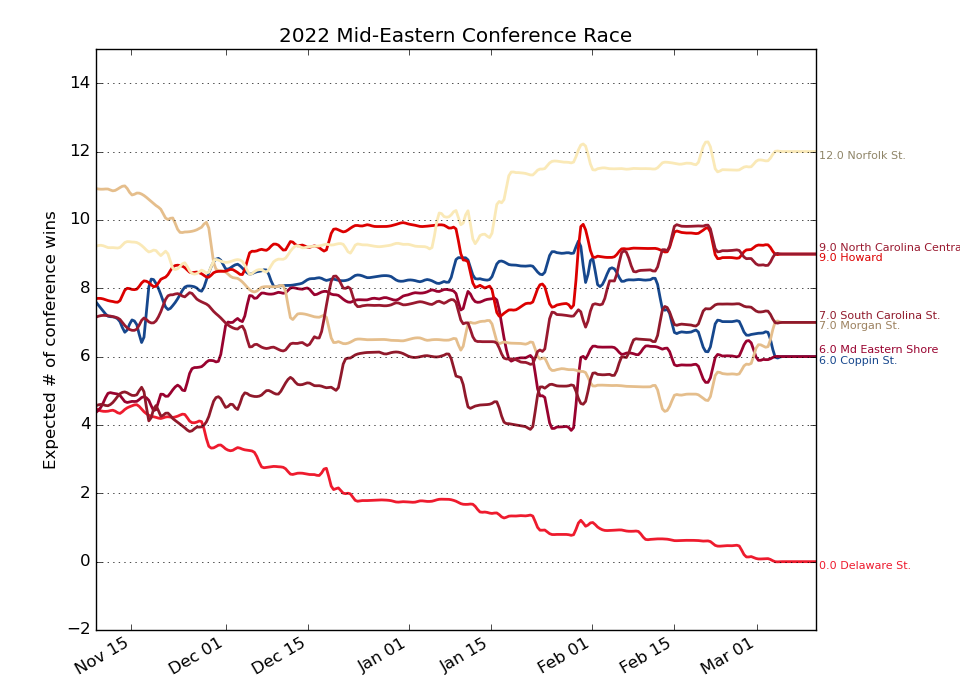 2022 Mid-Eastern Conference Race
Expected # of conference wins
14
12
10
8
6
4
2
0
−2
12.0 Norfolk St.
9.0 North Carolina Centra
9.0 Howard
7.0 South Carolina St.
7.0 Morgan St.
6.0 Md Eastern Shore
6.0 Coppin St.
0.0 Delaware St.
Nov 15
Dec 01
Dec 15
Jan 01
Jan 15
Feb 01
Feb 15
Mar 01